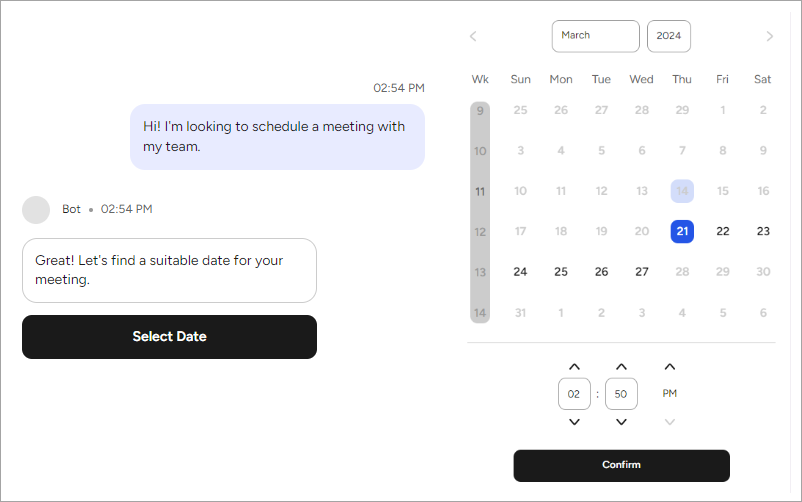 02:54 PM
Hi! I'm looking to schedule a meeting with
my team.
Bot • 02:54 PM
Great! Let's find a suitable date for your
meeting.
Select Date
March 2024
Wk Sun Mon Tue Wed Thu Fri Sat
9 25 26 27 28 29 1 2
10 3 4 5 6 7 8 9
11 10 11 12 13 14 15 16
12 17 18 19 20 21 22 23
13 24 25 26 27 28 29 30
14 31 1 2 3 4 5 6
02 : 50 PM
Confirm